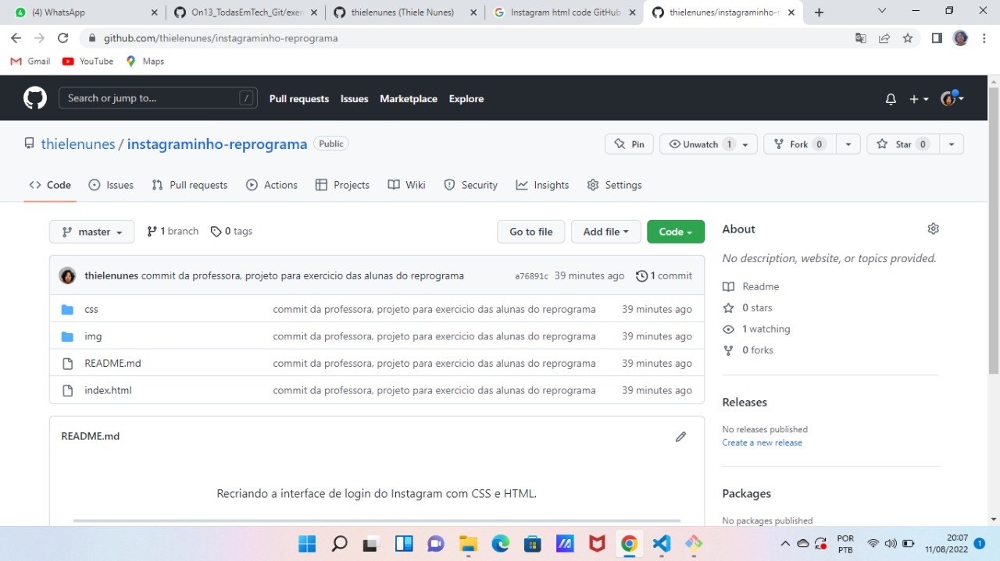 (4) WhatsApp
On13_TodasEmTech_Git/exer
thielenunes (Thiele Nunes)
Instagram html code GitHub
thielenunes/instagraminho-r
github.com/thielenunes/instagraminho-reprograma
Gmail YouTube Maps
Search or jump to... /
Pull requests Issues Marketplace Explore
thielenunes / instagraminho-reprograma Public
Pin Unwatch 1 Fork 0 Star 0
Code Issues Pull requests Actions Projects Wiki Security Insights Settings
master 1 branch 0 tags Go to file Add file Code
thielenunes commit da professora, projeto para exercicio das alunas do reprograma a76891c 39 minutes ago 1 commit
css commit da professora, projeto para exercicio das alunas do reprograma 39 minutes ago
img commit da professora, projeto para exercicio das alunas do reprograma 39 minutes ago
README.md commit da professora, projeto para exercicio das alunas do reprograma 39 minutes ago
index.html commit da professora, projeto para exercicio das alunas do reprograma 39 minutes ago
README.md
Recriando a interface de login do Instagram com CSS e HTML.
About
No description, website, or topics provided.
Readme
0 stars
1 watching
0 forks
Releases
No releases published
Create a new release
Packages
No packages published
POR
PTB
20:07
11/08/2022
1